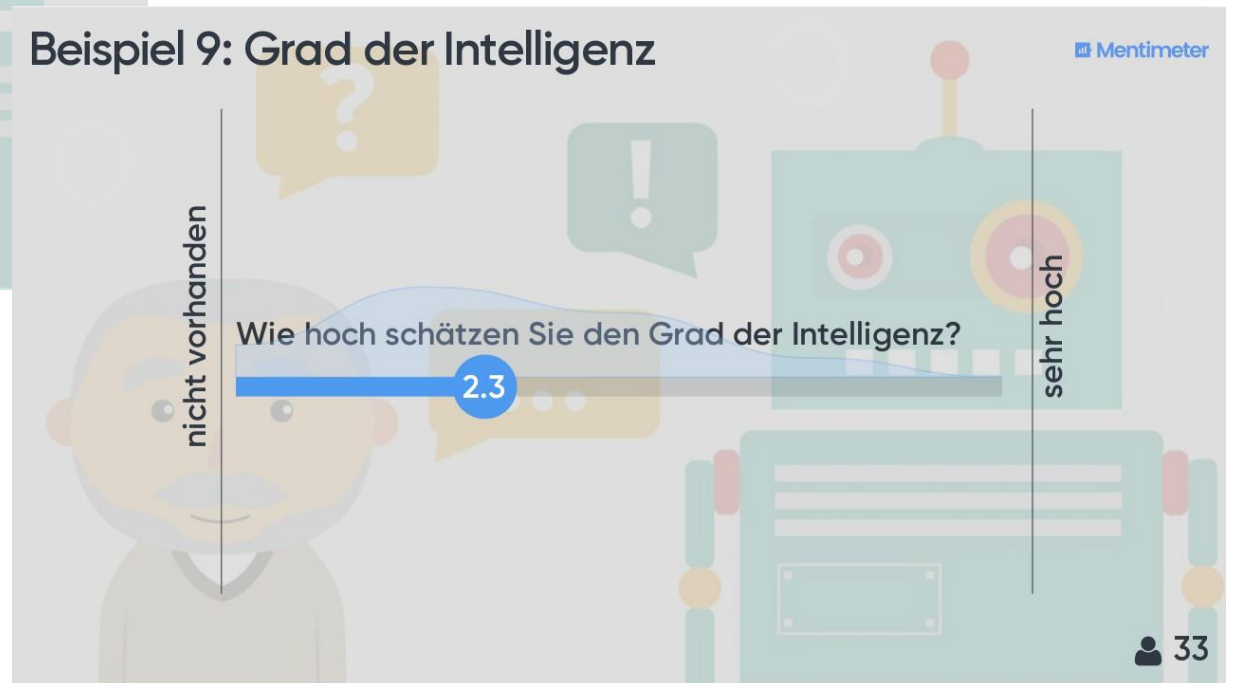 Beispiel 9: Grad der Intelligenz
Mentimeter
?
!
nicht vorhanden
Wie hoch schätzen Sie den Grad der Intelligenz?
sehr hoch
2.3
33